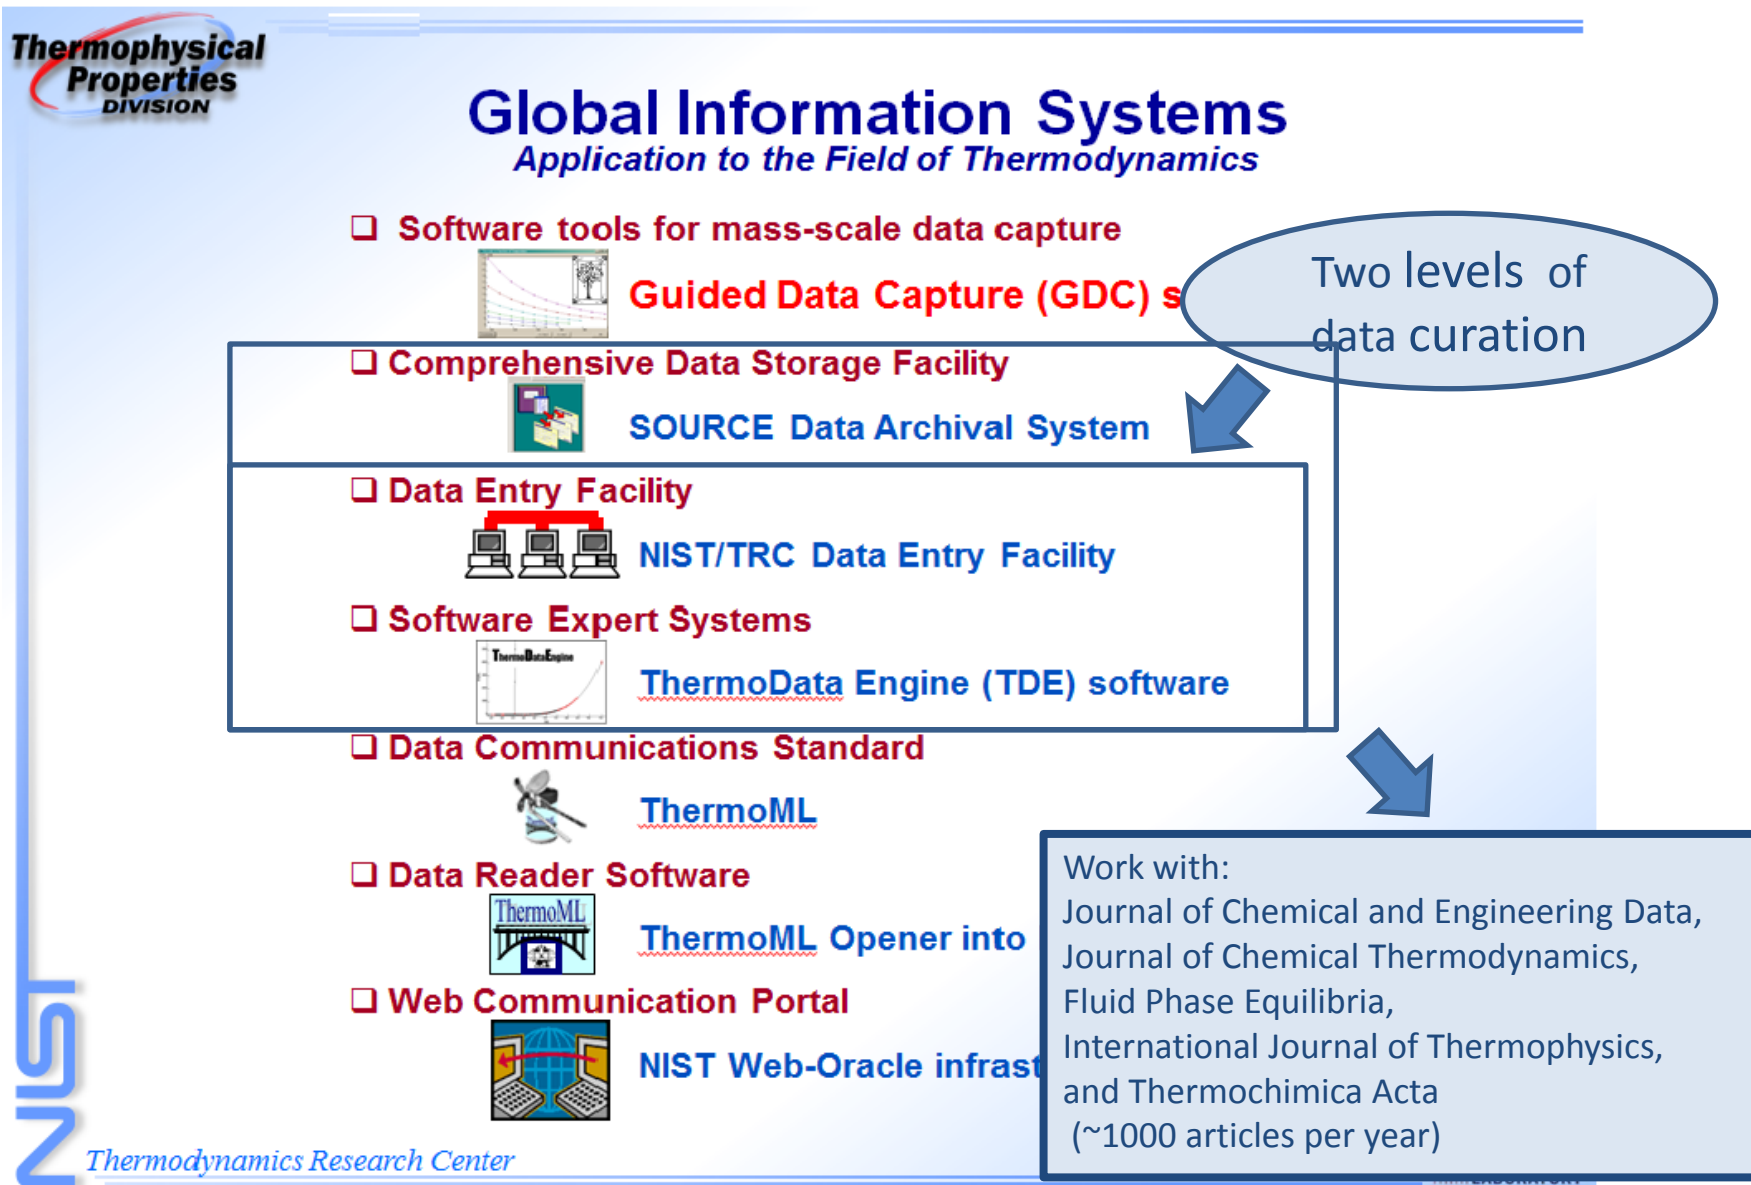 Thermophysical
Properties
DIVISION
Global Information Systems
Application to the Field of Thermodynamics
Software tools for mass-scale data capture
Guided Data Capture (GDC) s
Two levels of
data curation
Comprehensive Data Storage Facility
SOURCE Data Archival System
Data Entry Facility
NIST/TRC Data Entry Facility
Software Expert Systems
ThermoDataEngine
ThermoData Engine (TDE) software
Data Communications Standard
ThermoML
Data Reader Software
ThermoML
ThermoML Opener into
Web Communication Portal
NIST Web-Oracle infrast
Work with:
Journal of Chemical and Engineering Data,
Journal of Chemical Thermodynamics,
Fluid Phase Equilibria,
International Journal of Thermophysics,
and Thermochimica Acta
(~1000 articles per year)
NIST
Thermodynamics Research Center